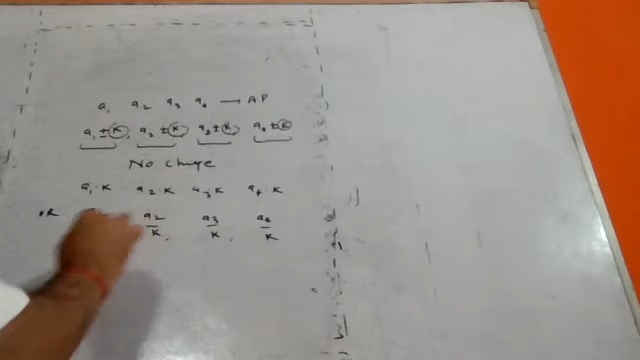 a₁ a₂ a₃ a₄ → AP
a₁ ± K, a₂ ± K, a₃ ± K, a₄ ± K
No change
a₁·K a₂·K a₃·K a₄·K
a₂/K, a₃/K, a₄/K